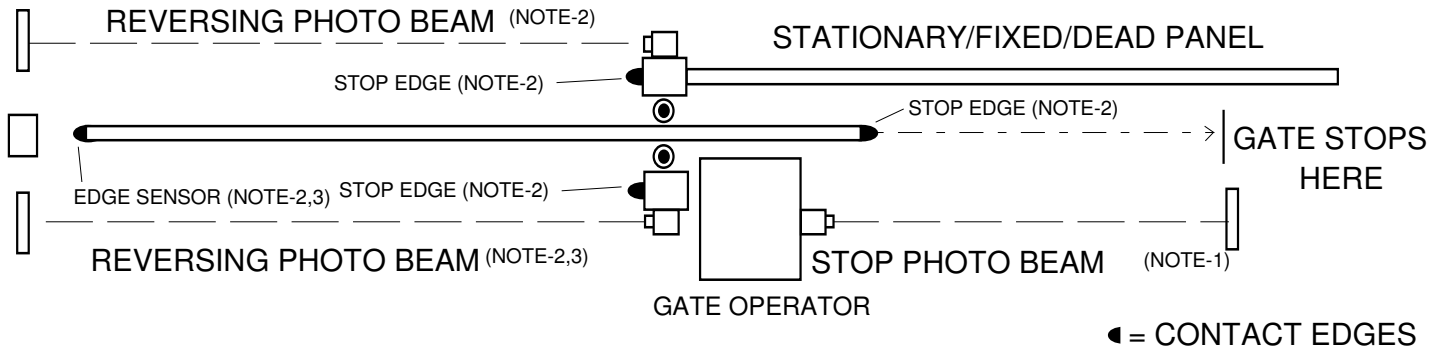 REVERSING PHOTO BEAM (NOTE-2)
STATIONARY/FIXED/DEAD PANEL
STOP EDGE (NOTE-2)
STOP EDGE (NOTE-2)
GATE STOPS
HERE
EDGE SENSOR (NOTE-2,3)
STOP EDGE (NOTE-2)
REVERSING PHOTO BEAM (NOTE-2,3)
STOP PHOTO BEAM (NOTE-1)
GATE OPERATOR
= CONTACT EDGES